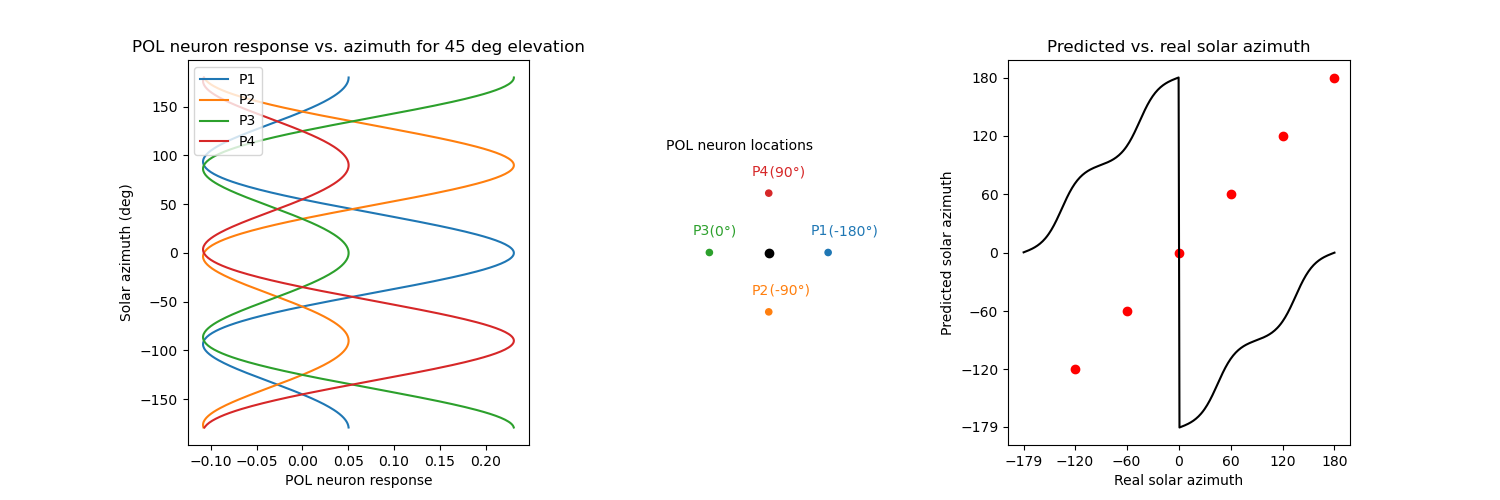 POL neuron response vs. azimuth for 45 deg elevation
P1
P2
P3
P4
150
100
50
0
−50
−100
−150
Solar azimuth (deg)
−0.10 −0.05 0.00 0.05 0.10 0.15 0.20
POL neuron response
POL neuron locations
P4(90°)
P3(0°) P1(-180°)
P2(-90°)
Predicted vs. real solar azimuth
180
120
60
0
−60
−120
−179
Predicted solar azimuth
−179 −120 −60 0 60 120 180
Real solar azimuth